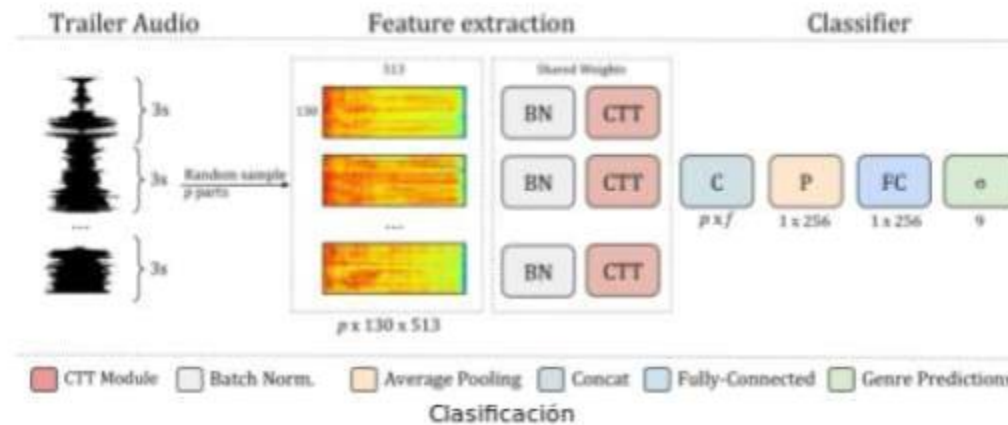 Trailer Audio
Feature extraction
Classifier
513
Shared Weights
3s
130
BN
CTT
3s
Random sample
p parts
BN
CTT
C
P
FC
σ
p x f
1 x 256
1 x 256
9
...
...
3s
BN
CTT
p x 130 x 513
CTT Module
Batch Norm.
Average Pooling
Concat
Fully-Connected
Genre Predictions
Clasificación